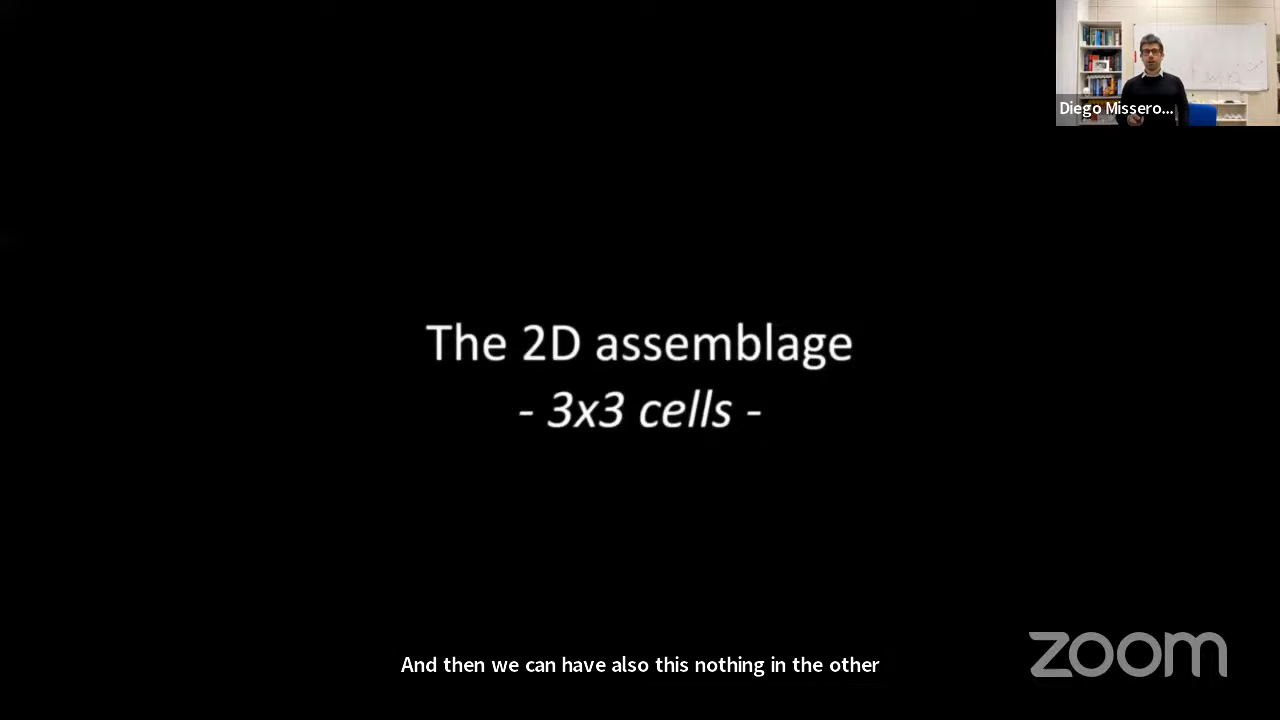 Diego Missero...
The 2D assemblage
- 3x3 cells -
And then we can have also this nothing in the other
zoom